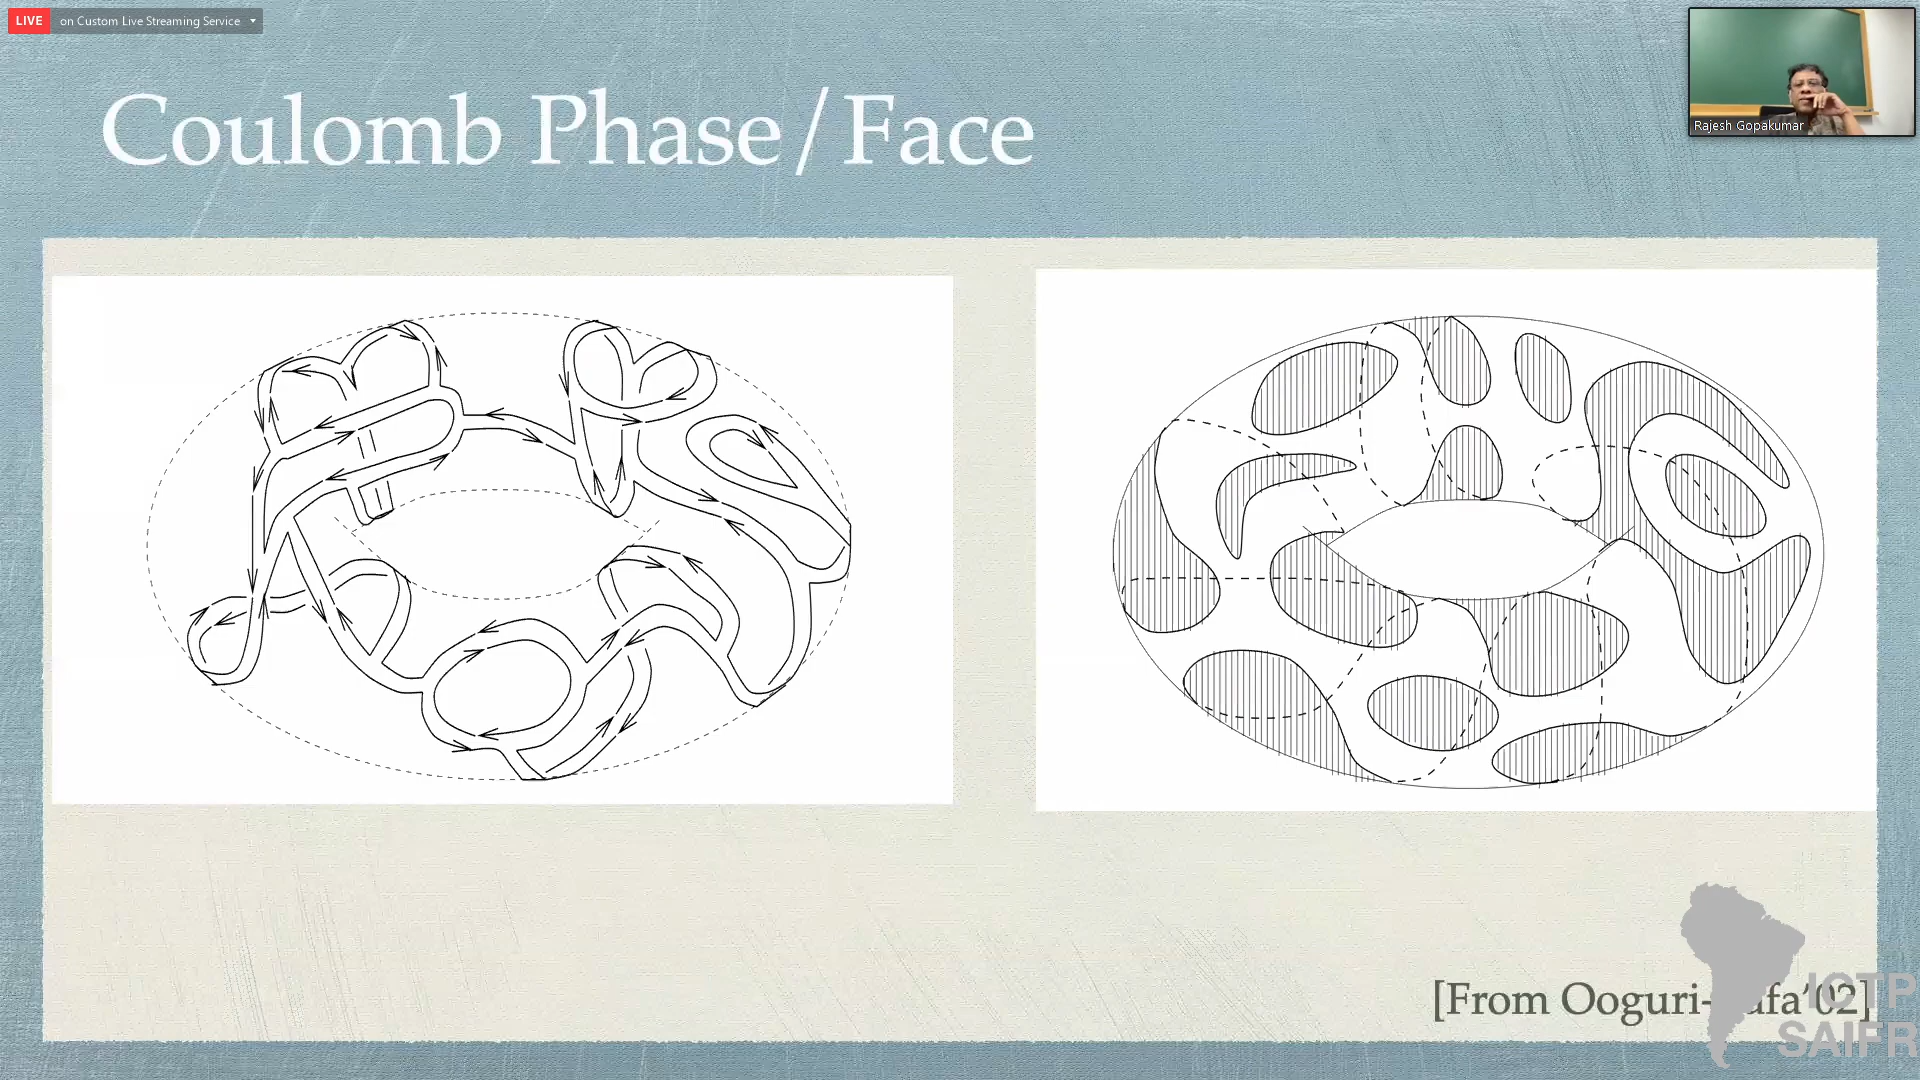 LIVE on Custom Live Streaming Service
Rajesh Gopakumar
Coulomb Phase/Face
[From Ooguri-Vafa'02]
ICTP
SAIFR